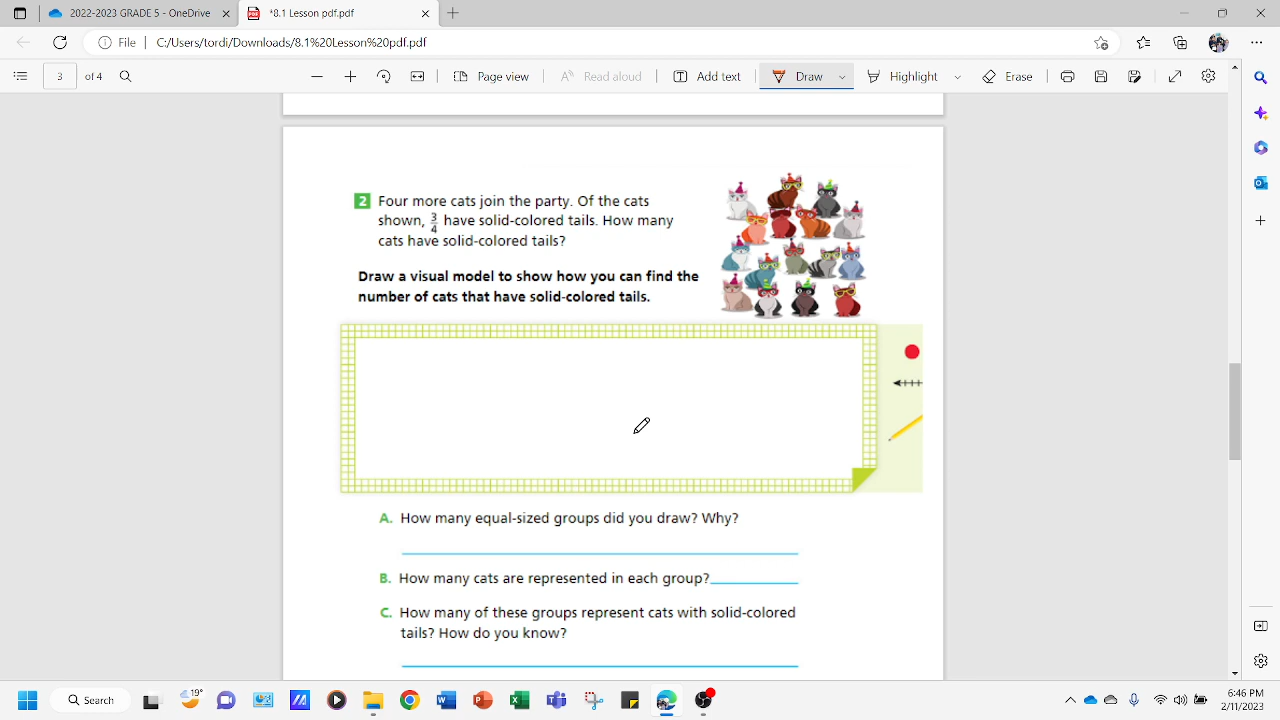 2022-2023 GRADE 5 - OneDrive
*8.1 Lesson pdf.pdf
File
C:/Users/tordi/Downloads/8.1%20Lesson%20pdf.pdf
3 of 4
Page view
Read aloud
Add text
Draw
Highlight
Erase
2 Four more cats join the party. Of the cats
shown, 3/4 have solid-colored tails. How many
cats have solid-colored tails?
Draw a visual model to show how you can find the
number of cats that have solid-colored tails.
A. How many equal-sized groups did you draw? Why?
B. How many cats are represented in each group?
C. How many of these groups represent cats with solid-colored
tails? How do you know?
Search
-9°
6:46 PM
2/11/2023